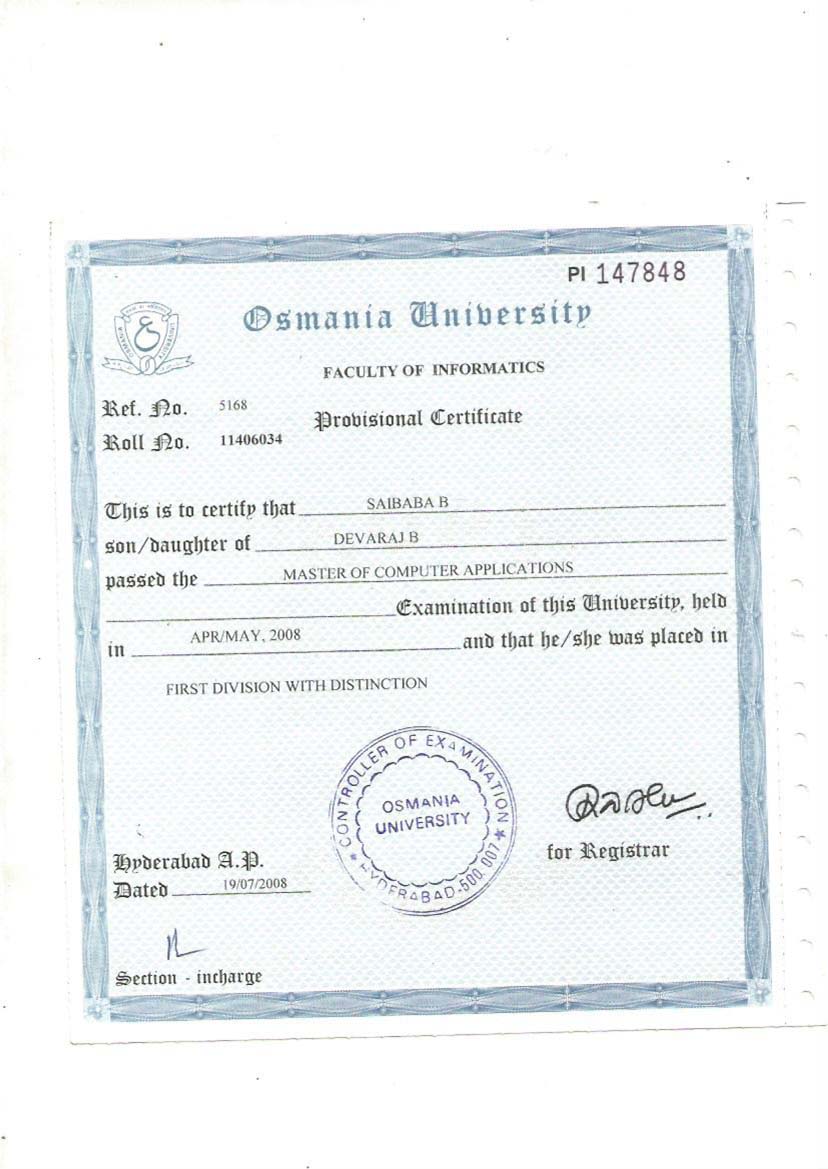 PI 147848
Osmania University
FACULTY OF INFORMATICS
Ref. No. 5168
Provisional Certificate
Roll No. 11406034
This is to certify that SAIBABA B
son/daughter of DEVARAJ B
passed the MASTER OF COMPUTER APPLICATIONS
Examination of this University, held
in APR/MAY, 2008 and that he/she was placed in
FIRST DIVISION WITH DISTINCTION
CONTROLLER OF EXAMINATION
OSMANIA
UNIVERSITY
HYDERABAD-500 007
for Registrar
Hyderabad A.P.
Dated 19/07/2008
Section - incharge